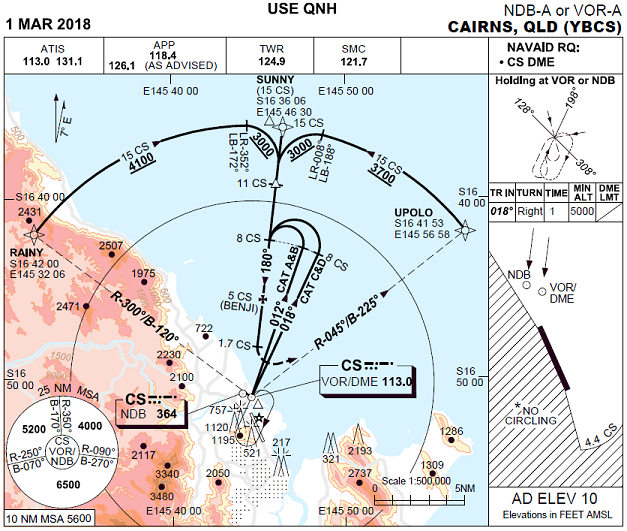 USE QNH
NDB-A or VOR-A
1 MAR 2018
CAIRNS, QLD (YBCS)
ATIS
113.0 131.1
APP
118.4
126.1 (AS ADVISED)
TWR
124.9
SMC
121.7
NAVAID RQ:
• CS DME
Holding at VOR or NDB
128°
198°
308°
TR IN TURN TIME MIN ALT DME LMT
018° Right 1 5000
NDB
VOR/
DME
*NO
CIRCLING
4.4 CS
AD ELEV 10
Elevations in FEET AMSL
E145 40 00
E145 50 00
7° E
SUNNY
(15 CS)
S16 36 06
E145 46 30
15 CS
15 CS
4100
LR-352°
LB-172°
3000
3000
LR-008°
LB-188°
15 CS
3700
11 CS
S16 40 00
S16
40 00
2431
RAINY
S16 42 00
E145 32 06
UPOLO
S16 41 53
E145 56 58
2507
1975
2471
8 CS
8 CS
180°
CAT A&B
CAT C&D
012°
018°
5 CS
(BENJI)
1.7 CS
R-300°/B-120°
R-045°/B-225°
722
2230
2100
S16
50 00
S16
50 00
1500
CS
VOR/DME 113.0
CS
NDB 364
25 NM MSA
R-350°
B-170°
5200
4000
CS
VOR/
NDB
R-250°
B-070°
R-090°
B-270°
6500
10 NM MSA 5600
757
1120
1195
521
217
2117
3340
3480
2050
321
2193
2737
1286
1309
Scale 1:500,000
0
5NM
E145 40 00
E145 50 00